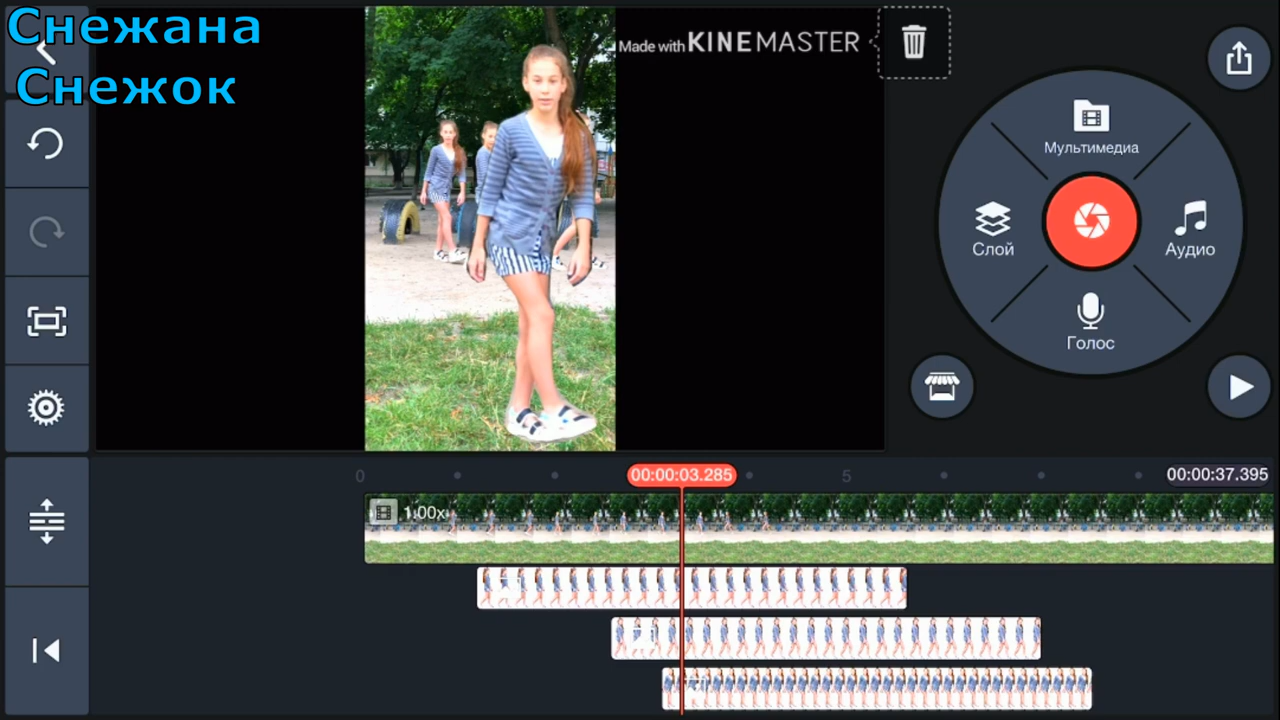 Снежана
Снежок
Made with KINEMASTER
Мультимедиа
Слой
Аудио
Голос
0
00:00:03.285
5
00:00:37.395
1.00x